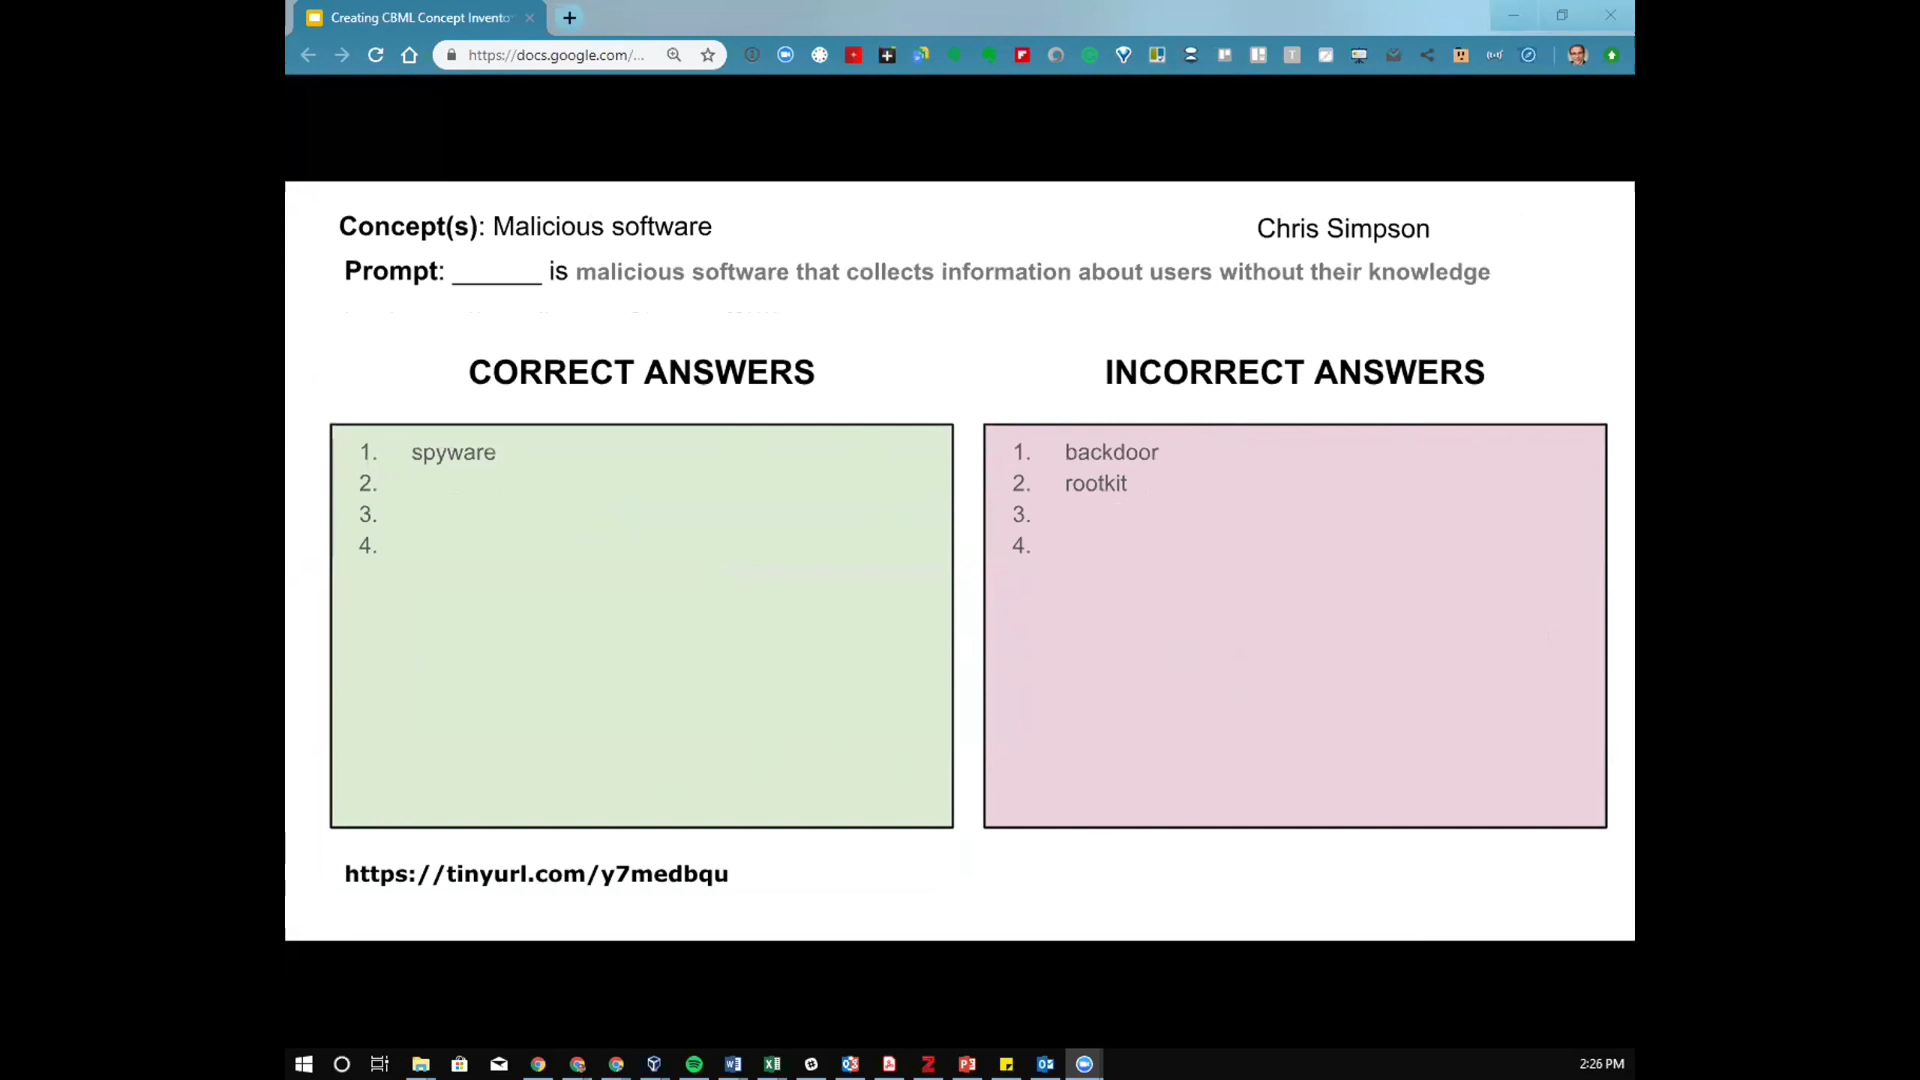 Creating CBML Concept Invento
https://docs.google.com/...
Concept(s): Malicious software
Chris Simpson
Prompt: _______ is malicious software that collects information about users without their knowledge
CORRECT ANSWERS
INCORRECT ANSWERS
1. spyware
2.
3.
4.
1. backdoor
2. rootkit
3.
4.
https://tinyurl.com/y7medbqu
2:26 PM